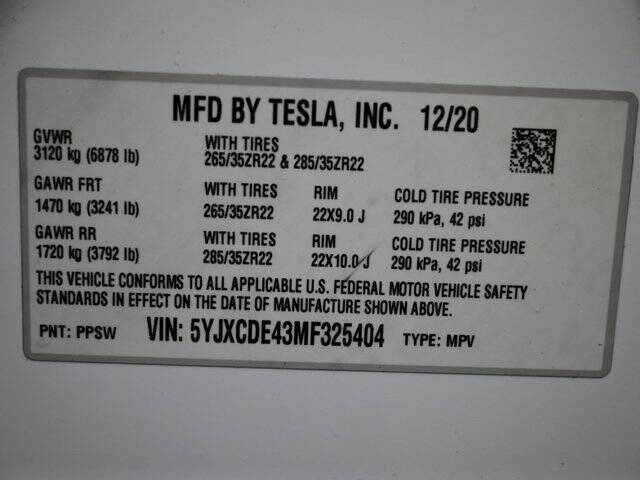 MFD BY TESLA, INC. 12/20
GVWR WITH TIRES
3120 kg (6878 lb) 265/35ZR22 & 285/35ZR22
GAWR FRT WITH TIRES RIM COLD TIRE PRESSURE
1470 kg (3241 lb) 265/35ZR22 22X9.0 J 290 kPa, 42 psi
GAWR RR WITH TIRES RIM COLD TIRE PRESSURE
1720 kg (3792 lb) 285/35ZR22 22X10.0 J 290 kPa, 42 psi
THIS VEHICLE CONFORMS TO ALL APPLICABLE U.S. FEDERAL MOTOR VEHICLE SAFETY
STANDARDS IN EFFECT ON THE DATE OF MANUFACTURE SHOWN ABOVE.
PNT: PPSW VIN: 5YJXCDE43MF325404 TYPE: MPV